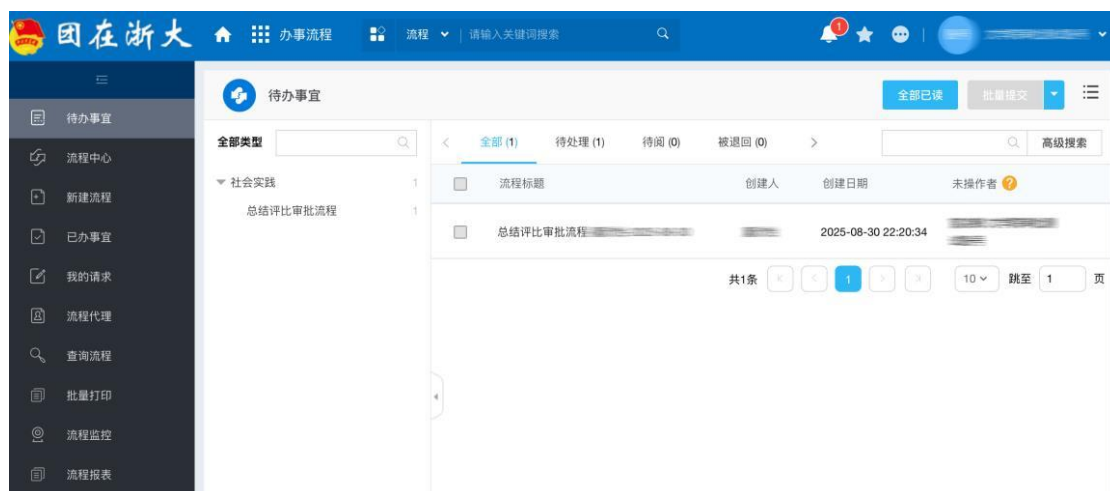 团在浙大 办事流程 流程 请输入关键词搜索 1
待办事宜
流程中心
新建流程
已办事宜
我的请求
流程代理
查询流程
批量打印
流程监控
流程报表
待办事宜 全部已读 批量提交
全部类型
社会实践 1
总结评比审批流程 1
全部 (1) 待处理 (1) 待阅 (0) 被退回 (0) 高级搜索
流程标题 创建人 创建日期 未操作者 ?
总结评比审批流程 2025-08-30 22:20:34
共1条 1 10 跳至 1 页